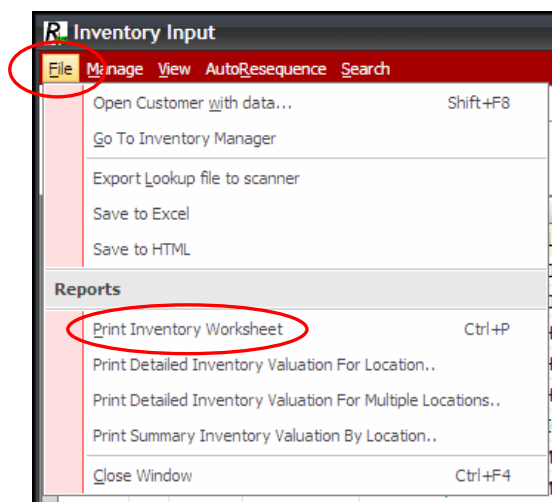 R Inventory Input
File Manage View AutoResequence Search
Open Customer with data... Shift+F8
Go To Inventory Manager
Export Lookup file to scanner
Save to Excel
Save to HTML
Reports
Print Inventory Worksheet Ctrl+P
Print Detailed Inventory Valuation For Location..
Print Detailed Inventory Valuation For Multiple Locations..
Print Summary Inventory Valuation By Location..
Close Window Ctrl+F4